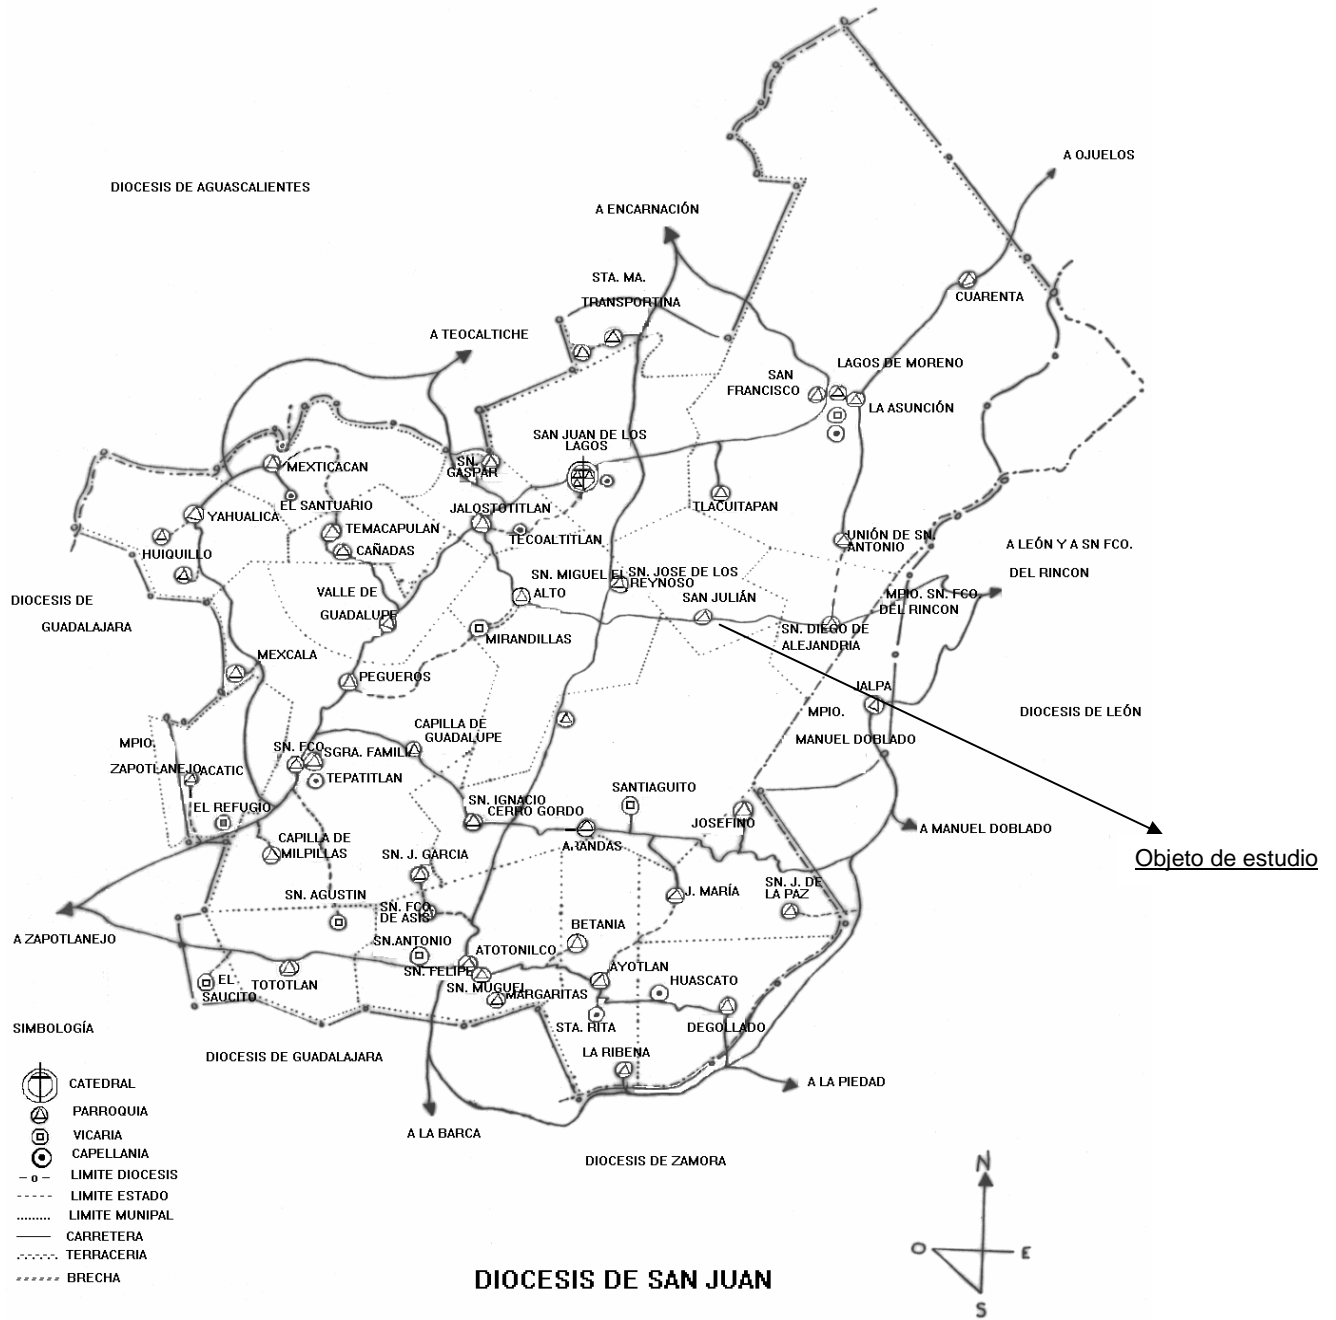 A OJUELOS
DIOCESIS DE AGUASCALIENTES
A ENCARNACIÓN
STA. MA.
TRANSPORTINA
CUARENTA
A TEOCALTICHE
LAGOS DE MORENO
SAN
FRANCISCO
LA ASUNCIÓN
SAN JUAN DE LOS
LAGOS
MEXTICACAN
SN.
GASPAR
EL SANTUARIO
YAHUALICA
JALOSTOTITLAN
TLACUITAPAN
TEMACAPULAN
TECOALTITLAN
HUIQUILLO
CAÑADAS
UNIÓN DE SN.
ANTONIO
A LEÓN Y A SN FCO.
DEL RINCON
SN. MIGUEL EL
ALTO
SN. JOSE DE LOS
REYNOSO
VALLE DE
GUADALUPE
SAN JULIÁN
MPIO. SN. FCO.
DEL RINCON
DIOCESIS DE
GUADALAJARA
SN. DIEGO DE
ALEJANDRIA
MIRANDILLAS
MEXCALA
PEGUEROS
JALPA
MPIO.
MANUEL DOBLADO
DIOCESIS DE LEÓN
CAPILLA DE
GUADALUPE
MPIO.
ZAPOTLANEJO
SN. FCO.
SGRA. FAMILI
ACATIC
TEPATITLAN
SANTIAGUITO
EL REFUGIO
SN. IGNACIO
CERRO GORDO
JOSEFINO
A MANUEL DOBLADO
CAPILLA DE
MILPILLAS
SN. J. GARCIA
ARANDAS
Objeto de estudio
SN. AGUSTIN
J. MARÍA
SN. J. DE
LA PAZ
SN. FCO.
DE ASIS
BETANIA
A ZAPOTLANEJO
SN.ANTONIO
ATOTONILCO
SN. FELIPE
AYOTLAN
EL
SAUCITO
TOTOTLAN
SN. MUGUEL
MARGARITAS
HUASCATO
STA. RITA
DEGOLLADO
SIMBOLOGÍA
DIOCESIS DE GUADALAJARA
LA RIBENA
CATEDRAL
A LA PIEDAD
PARROQUIA
VICARIA
A LA BARCA
CAPELLANIA
DIOCESIS DE ZAMORA
LIMITE DIOCESIS
LIMITE ESTADO
LIMITE MUNIPAL
CARRETERA
TERRACERIA
BRECHA
N
O
E
S
DIOCESIS DE SAN JUAN